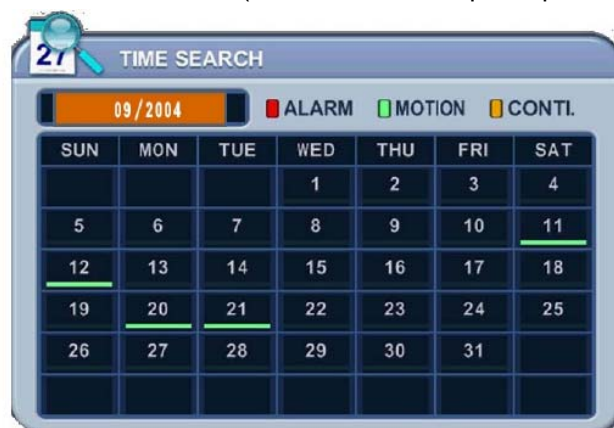 27
TIME SEARCH
09/2004 ALARM MOTION CONTI.
SUN MON TUE WED THU FRI SAT
1 2 3 4
5 6 7 8 9 10 11
12 13 14 15 16 17 18
19 20 21 22 23 24 25
26 27 28 29 30 31